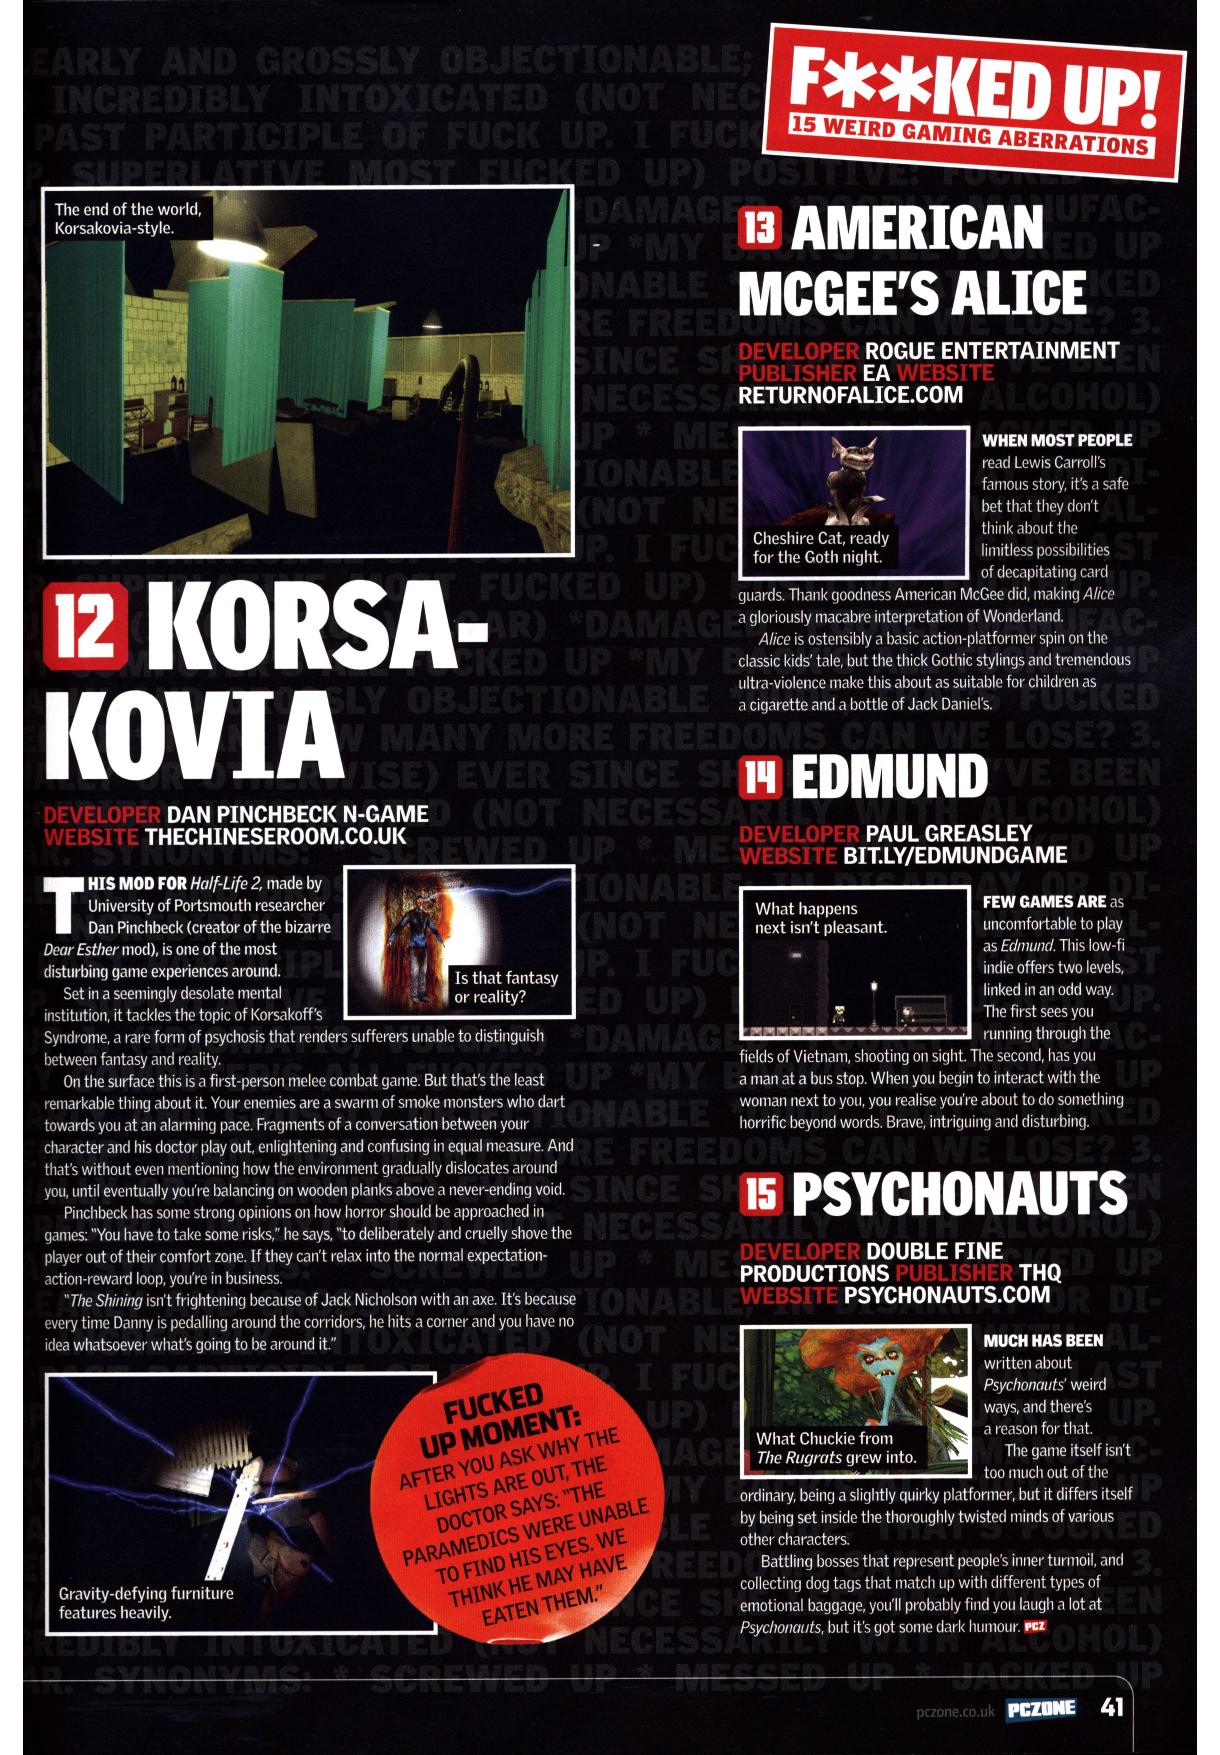 F**KED UP!
15 WEIRD GAMING ABERRATIONS
The end of the world,
Korsakovia-style.
12 KORSA-
KOVIA
DEVELOPER DAN PINCHBECK N-GAME
WEBSITE THECHINESEROOM.CO.UK
THIS MOD FOR Half-Life 2, made by
University of Portsmouth researcher
Dan Pinchbeck (creator of the bizarre
Dear Esther mod), is one of the most
disturbing game experiences around.
Set in a seemingly desolate mental
institution, it tackles the topic of Korsakoff's
Syndrome, a rare form of psychosis that renders sufferers unable to distinguish
between fantasy and reality.
On the surface this is a first-person melee combat game. But that's the least
remarkable thing about it. Your enemies are a swarm of smoke monsters who dart
towards you at an alarming pace. Fragments of a conversation between your
character and his doctor play out, enlightening and confusing in equal measure. And
that's without even mentioning how the environment gradually dislocates around
you, until eventually you're balancing on wooden planks above a never-ending void.
Pinchbeck has some strong opinions on how horror should be approached in
games: "You have to take some risks," he says, "to deliberately and cruelly shove the
player out of their comfort zone. If they can't relax into the normal expectation-
action-reward loop, you're in business.
"The Shining isn't frightening because of Jack Nicholson with an axe. It's because
every time Danny is pedalling around the corridors, he hits a corner and you have no
idea whatsoever what's going to be around it."
Is that fantasy
or reality?
Gravity-defying furniture
features heavily.
FUCKED
UP MOMENT:
AFTER YOU ASK WHY THE
LIGHTS ARE OUT, THE
DOCTOR SAYS: "THE
PARAMEDICS WERE UNABLE
TO FIND HIS EYES. WE
THINK HE MAY HAVE
EATEN THEM."
13 AMERICAN
MCGEE'S ALICE
DEVELOPER ROGUE ENTERTAINMENT
PUBLISHER EA WEBSITE
RETURNOFALICE.COM
Cheshire Cat, ready
for the Goth night.
WHEN MOST PEOPLE
read Lewis Carroll's
famous story, it's a safe
bet that they don't
think about the
limitless possibilities
of decapitating card
guards. Thank goodness American McGee did, making Alice
a gloriously macabre interpretation of Wonderland.
Alice is ostensibly a basic action-platformer spin on the
classic kids' tale, but the thick Gothic stylings and tremendous
ultra-violence make this about as suitable for children as
a cigarette and a bottle of Jack Daniel's.
14 EDMUND
DEVELOPER PAUL GREASLEY
WEBSITE BIT.LY/EDMUNDGAME
What happens
next isn't pleasant.
FEW GAMES ARE as
uncomfortable to play
as Edmund. This low-fi
indie offers two levels,
linked in an odd way.
The first sees you
running through the
fields of Vietnam, shooting on sight. The second, has you
a man at a bus stop. When you begin to interact with the
woman next to you, you realise you're about to do something
horrific beyond words. Brave, intriguing and disturbing.
15 PSYCHONAUTS
DEVELOPER DOUBLE FINE
PRODUCTIONS PUBLISHER THQ
WEBSITE PSYCHONAUTS.COM
What Chuckie from
The Rugrats grew into.
MUCH HAS BEEN
written about
Psychonauts' weird
ways, and there's
a reason for that.
The game itself isn't
too much out of the
ordinary, being a slightly quirky platformer, but it differs itself
by being set inside the thoroughly twisted minds of various
other characters.
Battling bosses that represent people's inner turmoil, and
collecting dog tags that match up with different types of
emotional baggage, you'll probably find you laugh a lot at
Psychonauts, but it's got some dark humour. PCZ
pczone.co.uk PCZONE 41